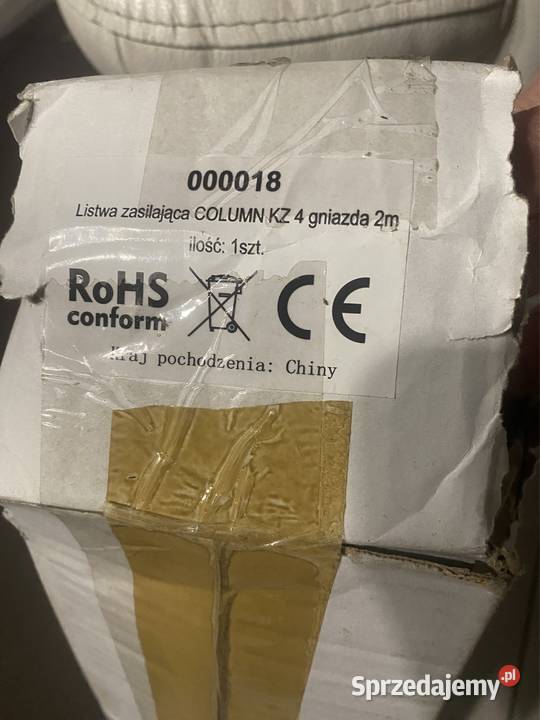 000018
Listwa zasilająca COLUMN KZ 4 gniazda 2m
ilość: 1szt.
RoHS
conform
CE
Kraj pochodzenia: Chiny
Sprzedajemy.pl